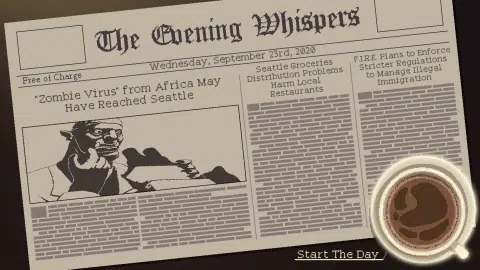 The Evening Whispers
Wednesday, September 23rd, 2020
Free of Charge
"Zombie Virus" from Africa May
Have Reached Seattle
Seattle Groceries
Distribution Problems
Harm Local
Restaurants
F.I.R.E. Plans to Enforce
Stricter Regulations
to Manage Illegal
Immigration
Start The Day